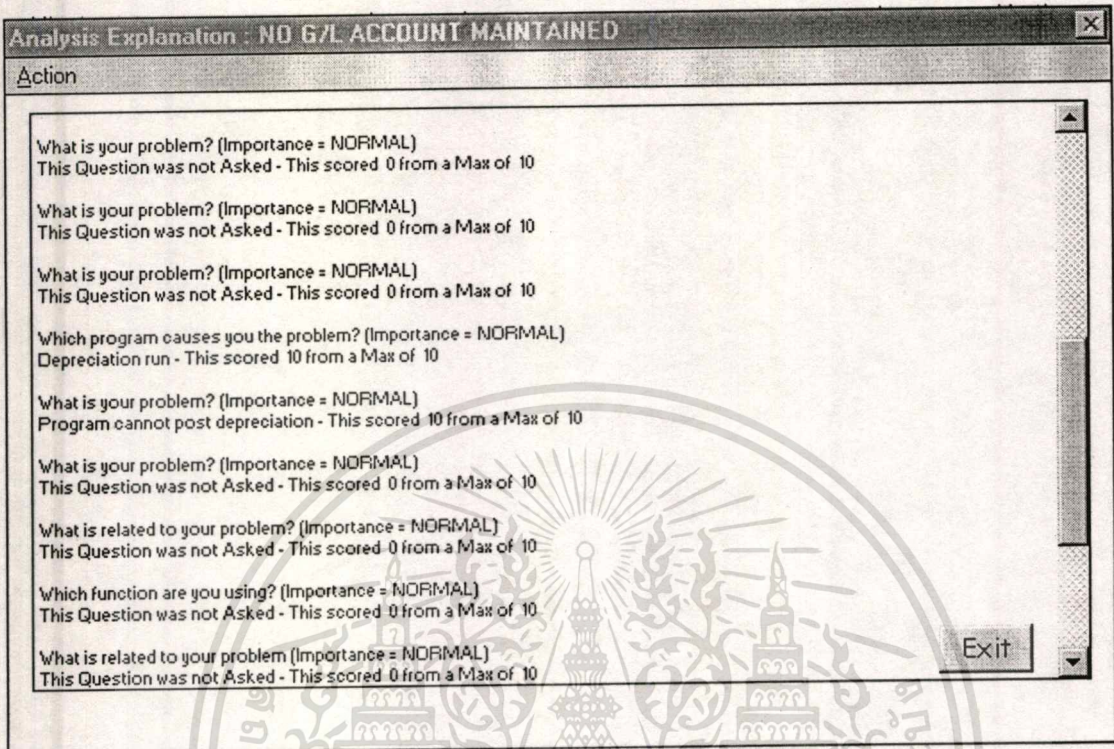 Analysis Explanation : NO G/L ACCOUNT MAINTAINED
Action
What is your problem? (Importance = NORMAL)
This Question was not Asked - This scored 0 from a Max of 10
What is your problem? (Importance = NORMAL)
This Question was not Asked - This scored 0 from a Max of 10
What is your problem? (Importance = NORMAL)
This Question was not Asked - This scored 0 from a Max of 10
Which program causes you the problem? (Importance = NORMAL)
Depreciation run - This scored 10 from a Max of 10
What is your problem? (Importance = NORMAL)
Program cannot post depreciation - This scored 10 from a Max of 10
What is your problem? (Importance = NORMAL)
This Question was not Asked - This scored 0 from a Max of 10
What is related to your problem? (Importance = NORMAL)
This Question was not Asked - This scored 0 from a Max of 10
Which function are you using? (Importance = NORMAL)
This Question was not Asked - This scored 0 from a Max of 10
What is related to your problem (Importance = NORMAL)
This Question was not Asked - This scored 0 from a Max of 10
Exit